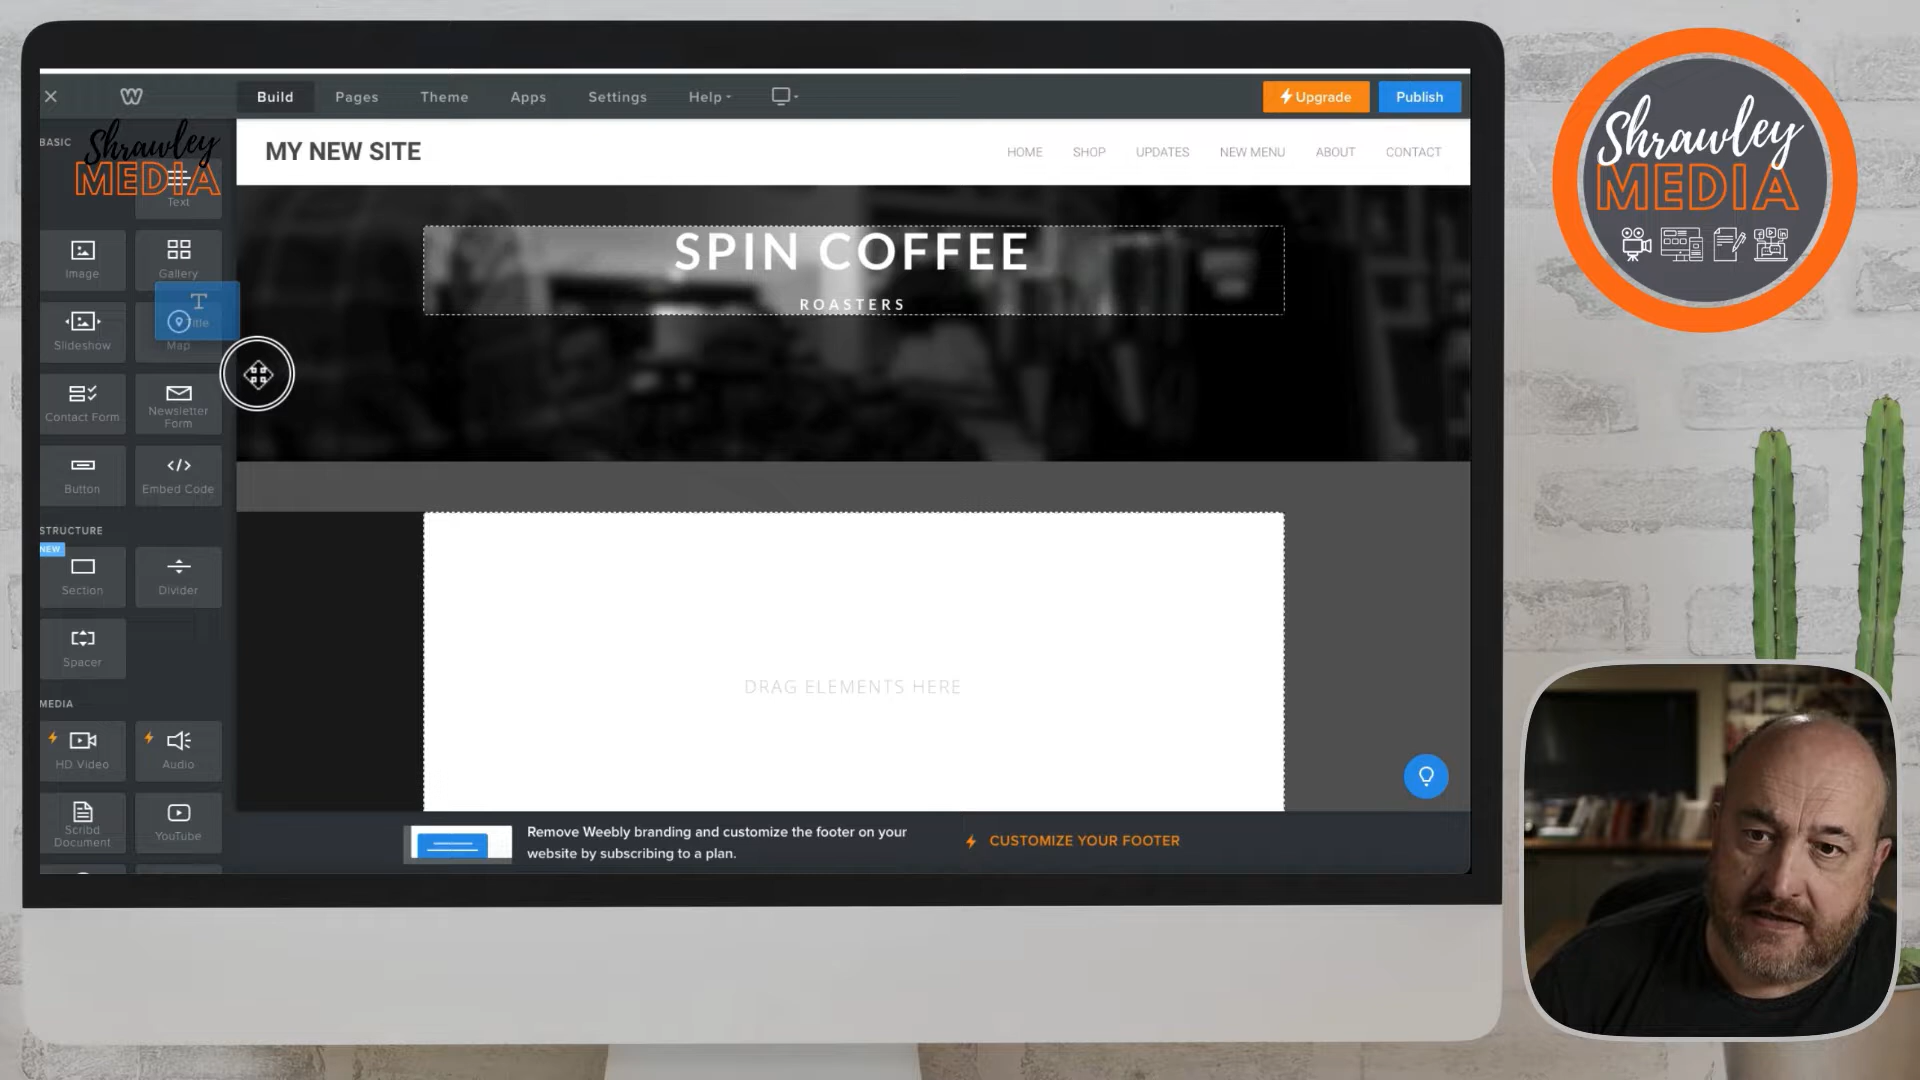 Build
Pages
Theme
Apps
Settings
Help
Upgrade
Publish
BASIC
Shrawley
MEDIA
Text
Image
Gallery
Title
Slideshow
Map
Contact Form
Newsletter
Form
Button
Embed Code
STRUCTURE
NEW
Section
Divider
Spacer
MEDIA
HD Video
Audio
Scribd
Document
YouTube
MY NEW SITE
HOME
SHOP
UPDATES
NEW MENU
ABOUT
CONTACT
SPIN COFFEE
ROASTERS
DRAG ELEMENTS HERE
Remove Weebly branding and customize the footer on your
website by subscribing to a plan.
CUSTOMIZE YOUR FOOTER
Shrawley
MEDIA